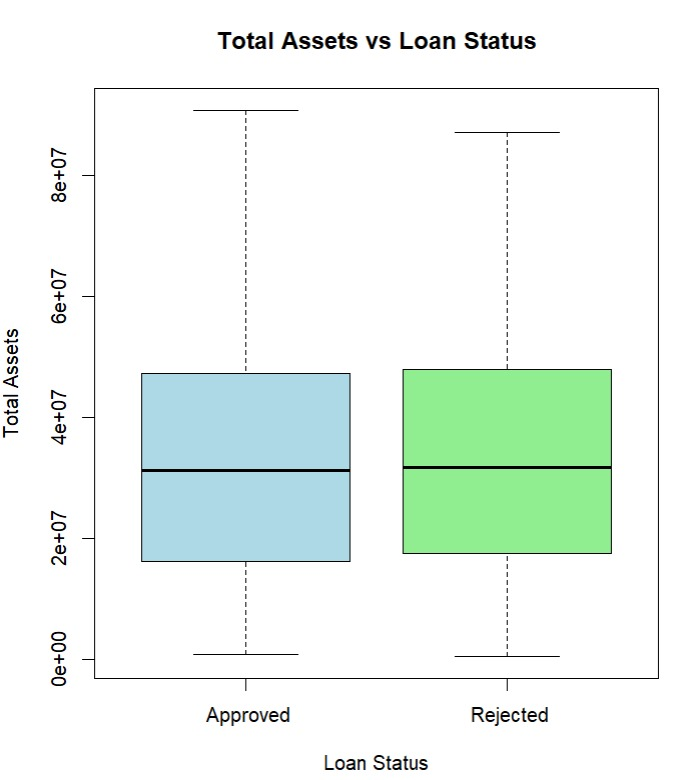 Total Assets vs Loan Status
Total Assets
8e+07
6e+07
4e+07
2e+07
0e+00
Approved
Rejected
Loan Status